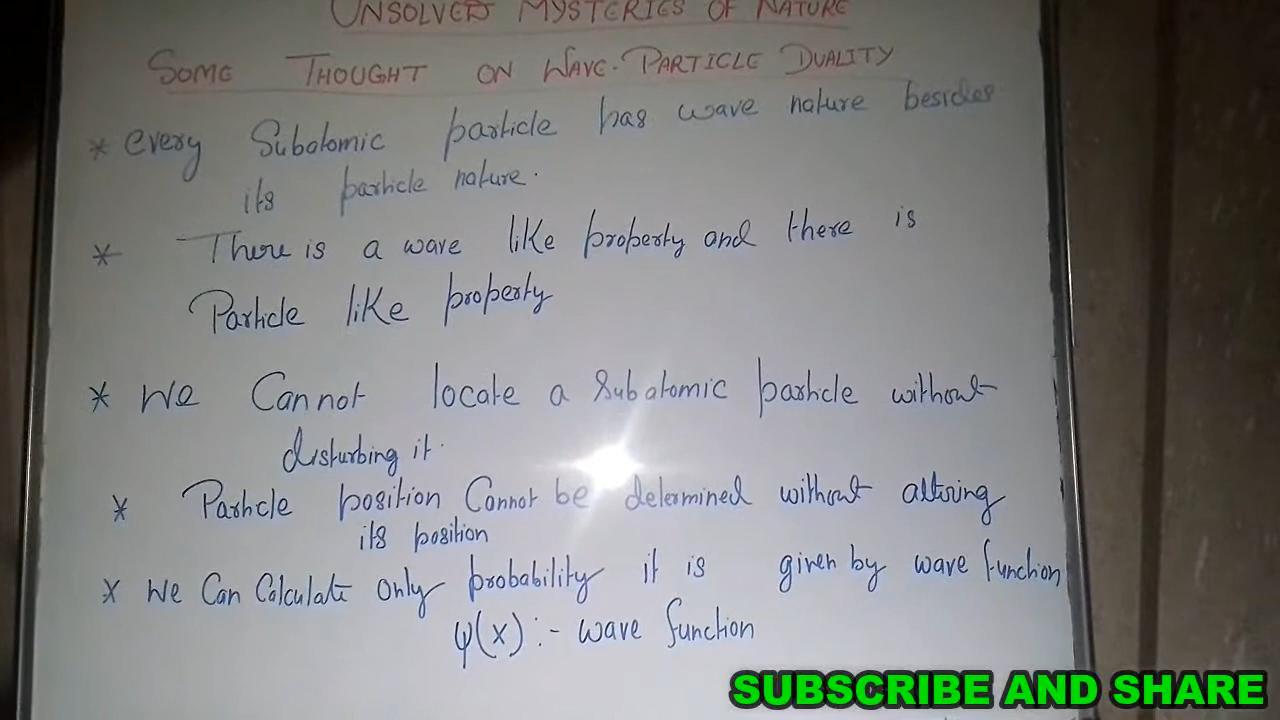 UNSOLVED MYSTERIES OF NATURE
SOME THOUGHT ON WAVE-PARTICLE DUALITY
* every Subatomic particle has wave nature besides
its particle nature.
* There is a wave like property and there is
Particle like property
* We Cannot locate a Subatomic particle without
disturbing it.
* Particle position Cannot be determined without altering
its position
* We Can Calculate Only probability it is given by wave function
ψ(x) :- wave function
SUBSCRIBE AND SHARE